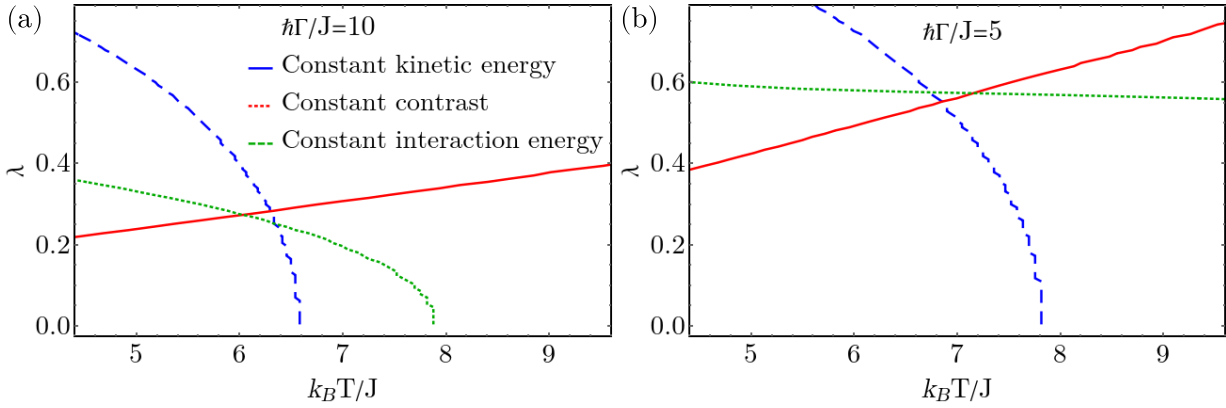 (a)
ħΓ/J=10
Constant kinetic energy
Constant contrast
Constant interaction energy
λ
0.6
0.4
0.2
0.0
5 6 7 8 9
k_BT/J
(b)
ħΓ/J=5
λ
0.6
0.4
0.2
0.0
5 6 7 8 9
k_BT/J